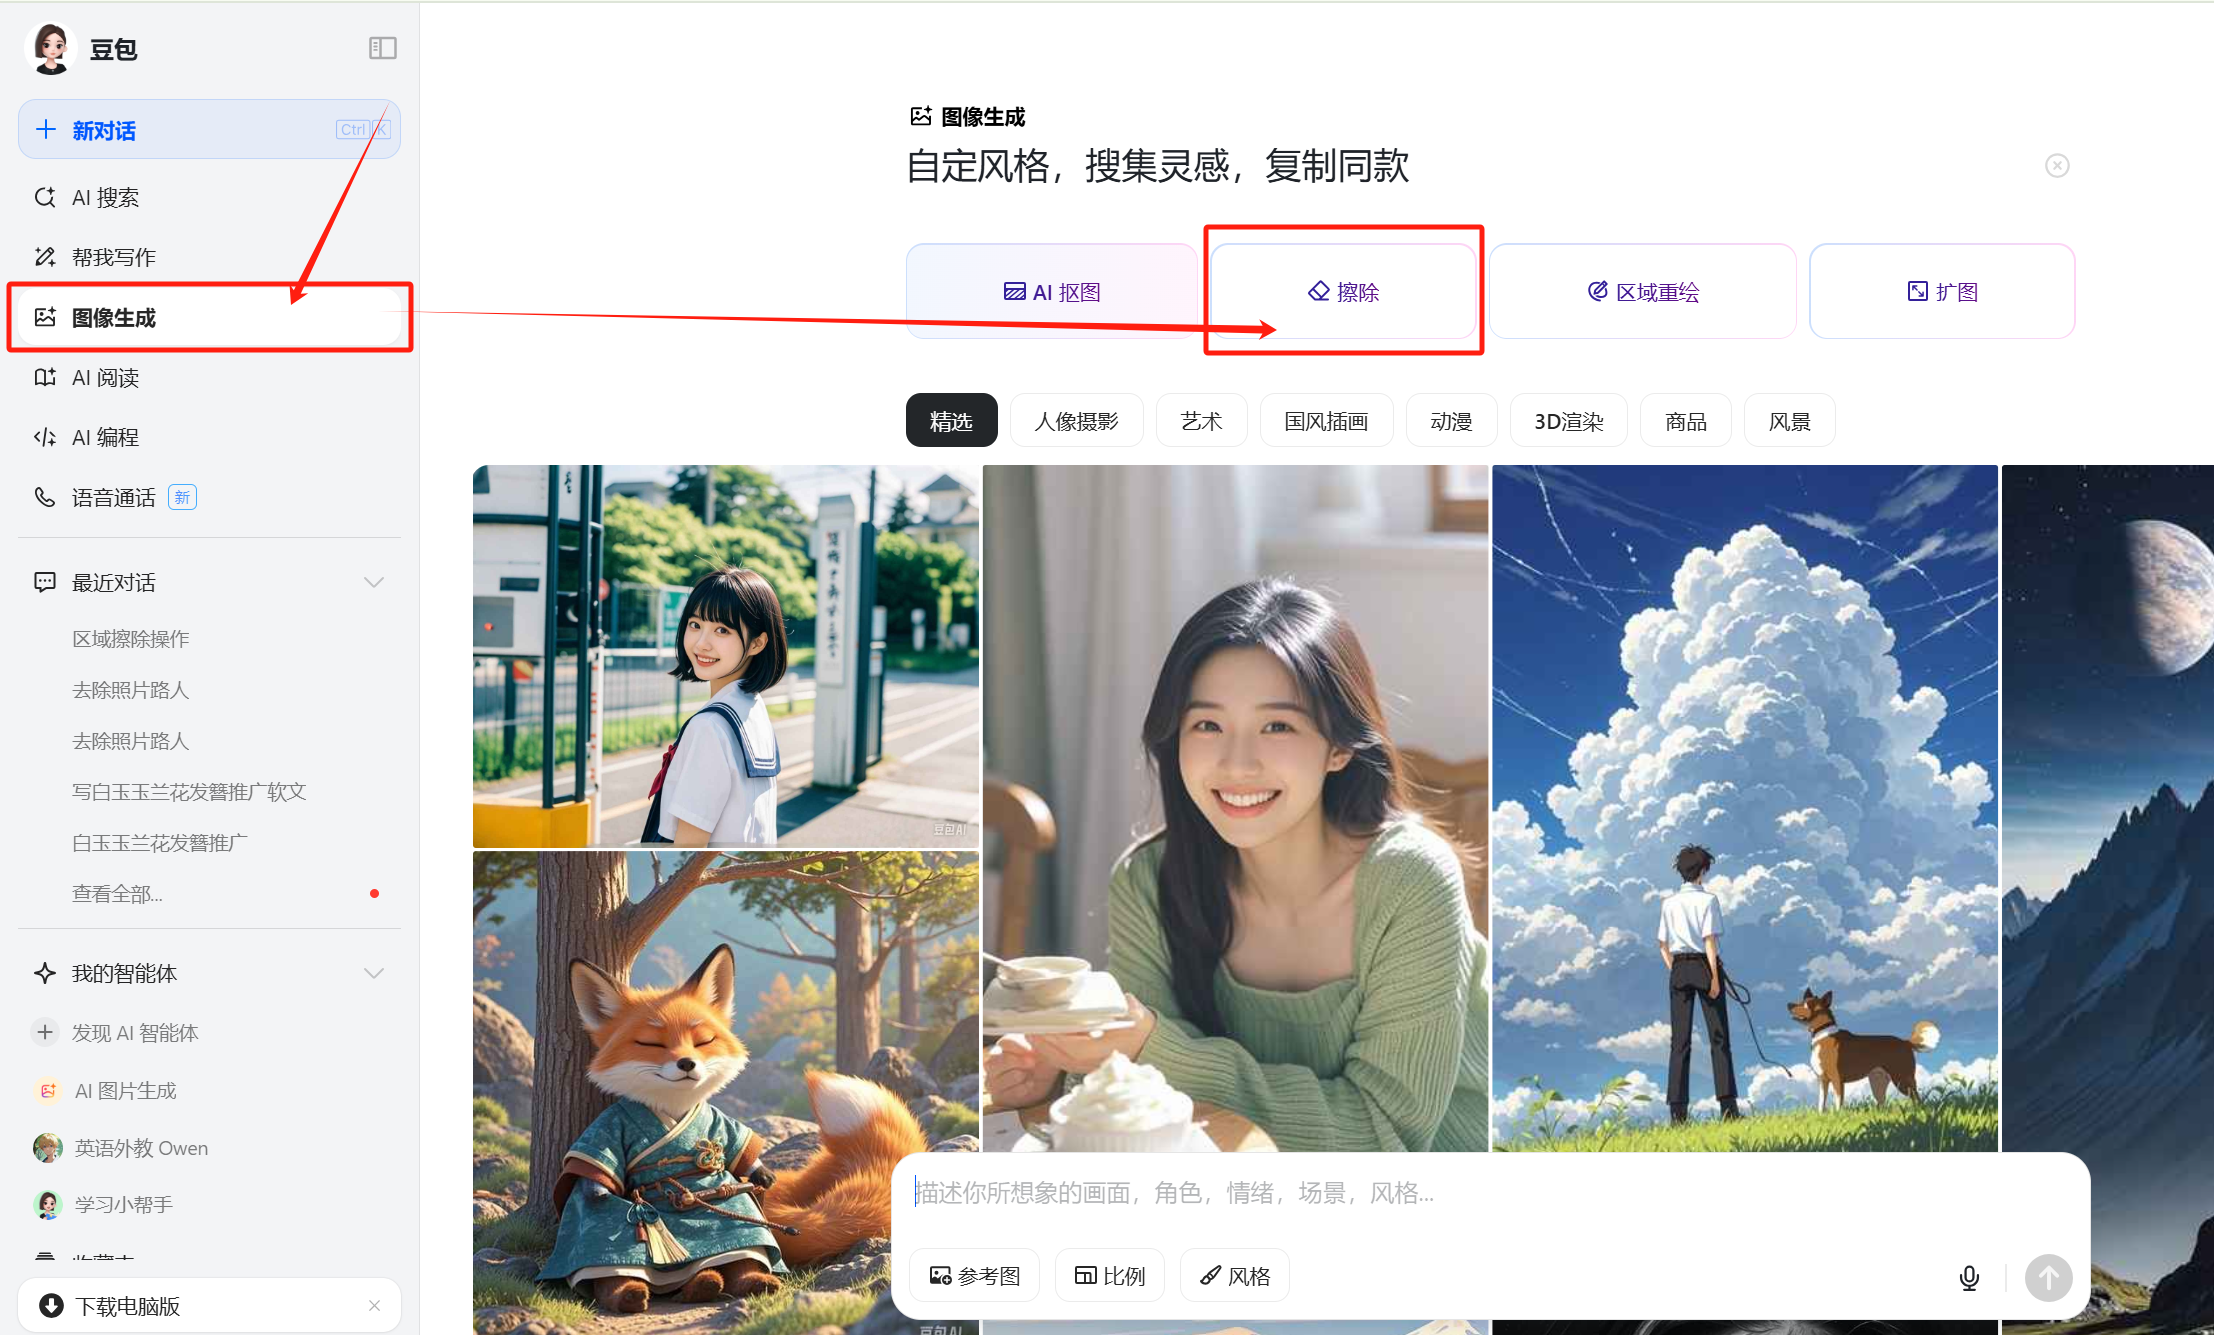 豆包
新对话
Ctrl K
AI 搜索
帮我写作
图像生成
AI 阅读
AI 编程
语音通话 新
最近对话
区域擦除操作
去除照片路人
去除照片路人
写白玉玉兰花发簪推广软文
白玉玉兰花发簪推广
查看全部...
我的智能体
发现 AI 智能体
AI 图片生成
英语外教 Owen
学习小帮手
下载电脑版
图像生成
自定风格，搜集灵感，复制同款
AI 抠图
擦除
区域重绘
扩图
精选
人像摄影
艺术
国风插画
动漫
3D渲染
商品
风景
豆包AI
豆包AI
描述你所想象的画面，角色，情绪，场景，风格...
参考图
比例
风格